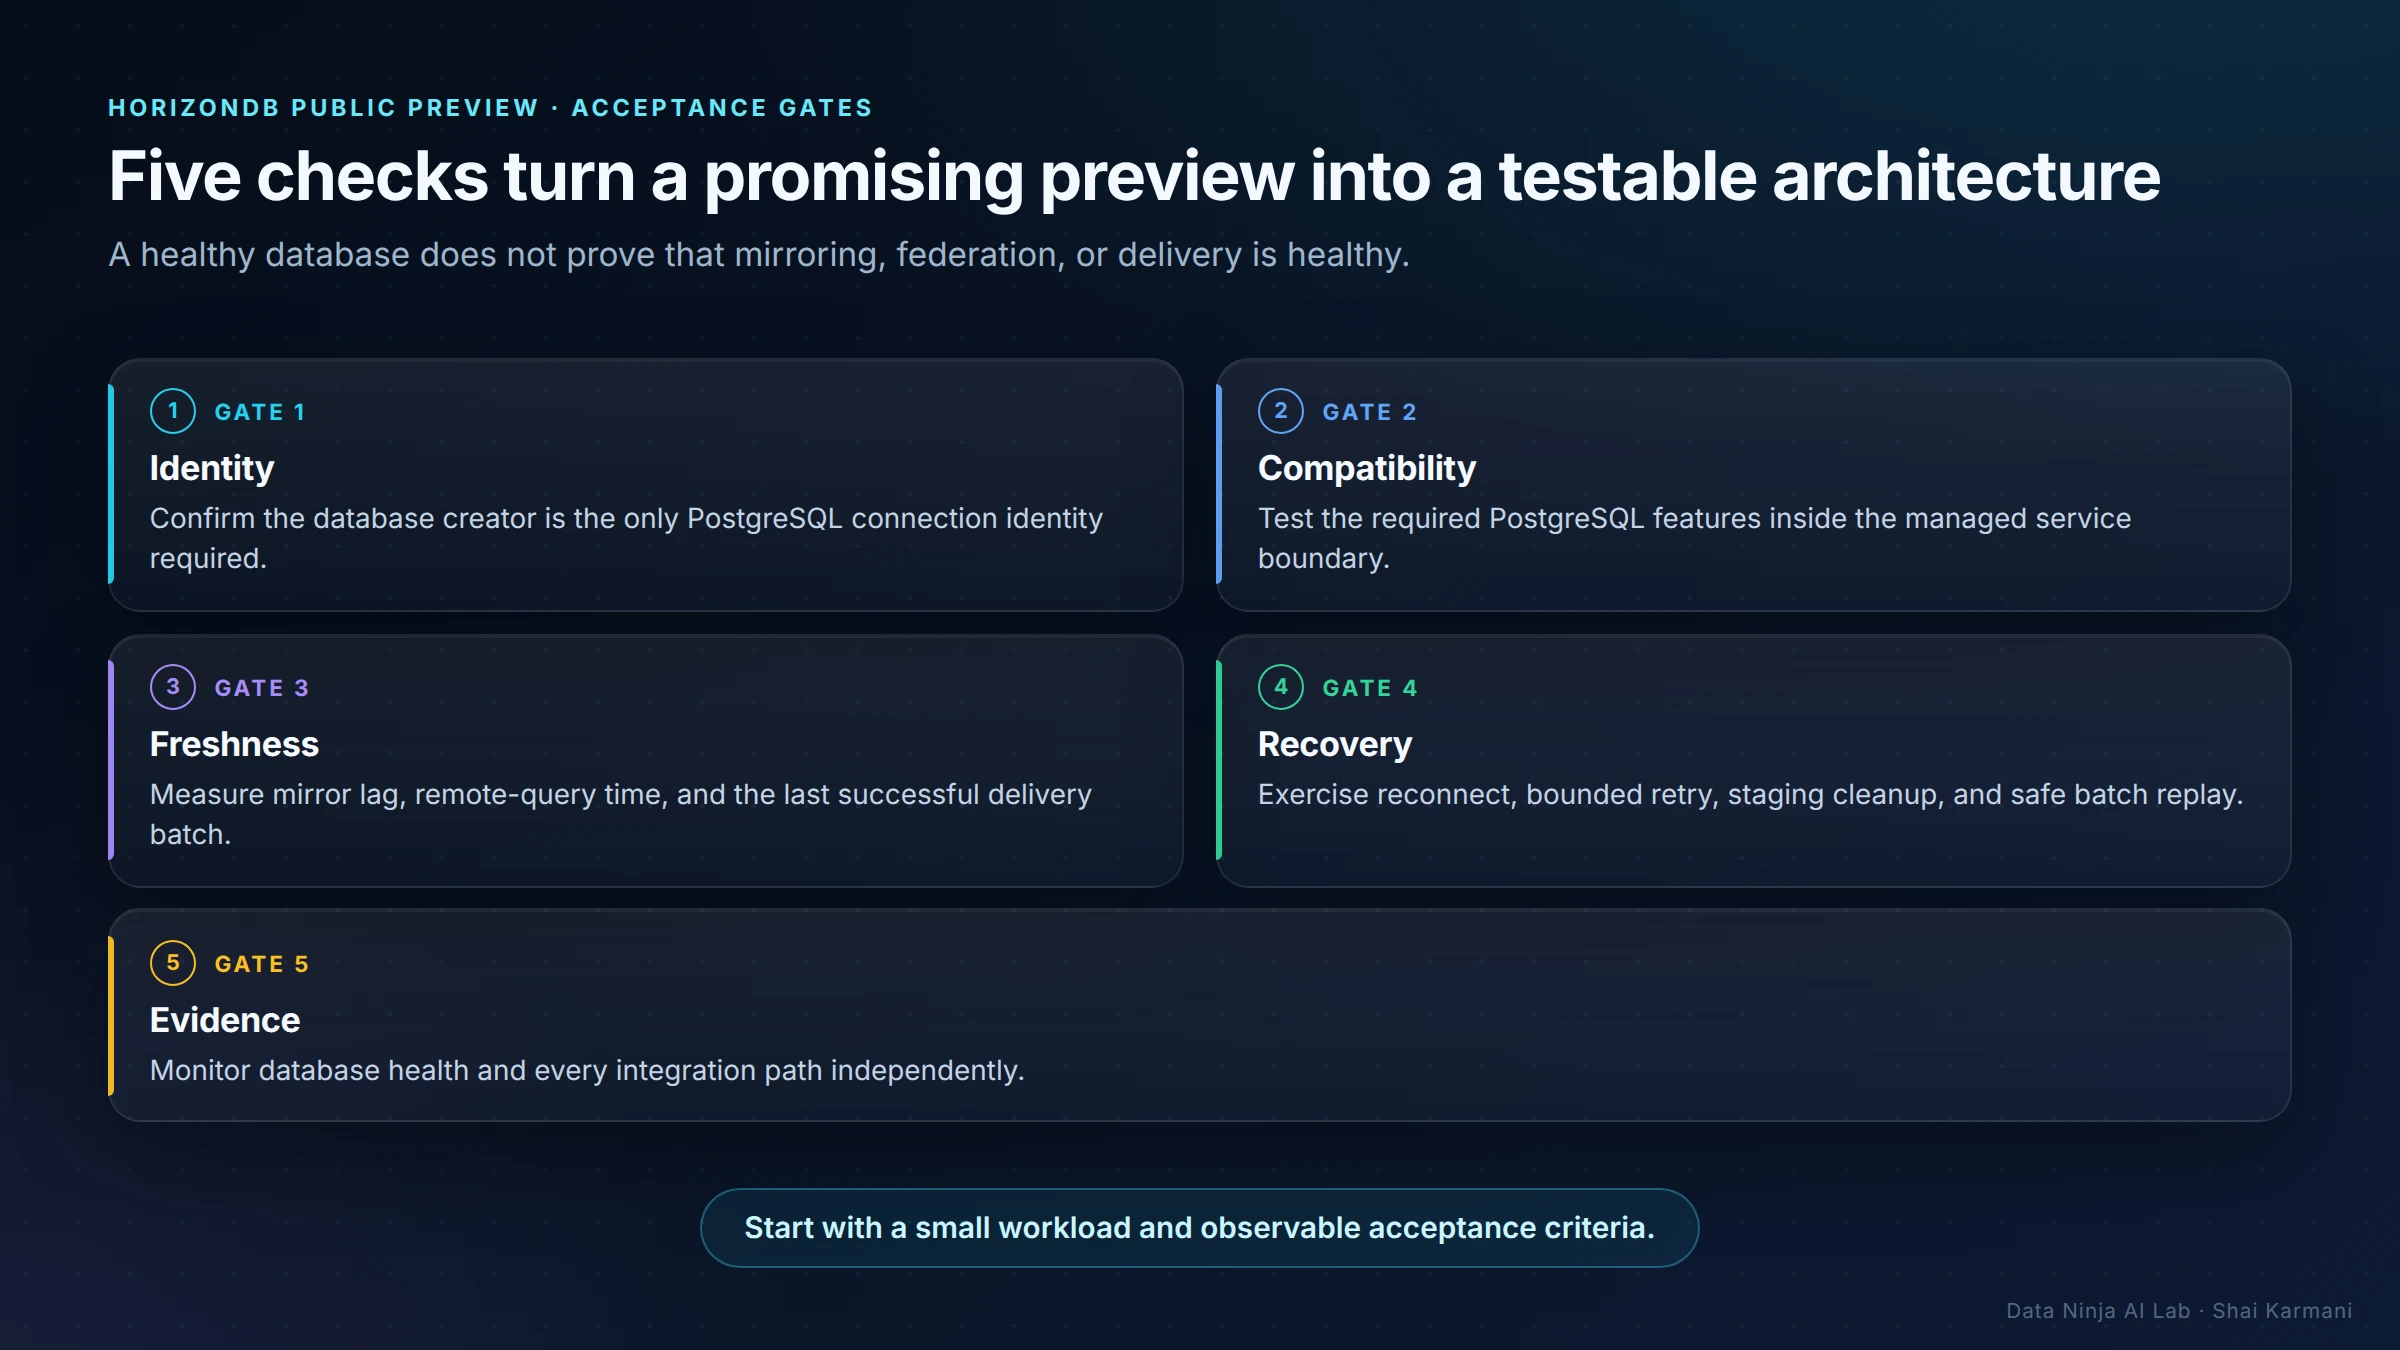 HORIZONDB PUBLIC PREVIEW · ACCEPTANCE GATES
Five checks turn a promising preview into a testable architecture
A healthy database does not prove that mirroring, federation, or delivery is healthy.
1 GATE 1
Identity
Confirm the database creator is the only PostgreSQL connection identity
required.
2 GATE 2
Compatibility
Test the required PostgreSQL features inside the managed service
boundary.
3 GATE 3
Freshness
Measure mirror lag, remote-query time, and the last successful delivery
batch.
4 GATE 4
Recovery
Exercise reconnect, bounded retry, staging cleanup, and safe batch replay.
5 GATE 5
Evidence
Monitor database health and every integration path independently.
Start with a small workload and observable acceptance criteria.
Data Ninja AI Lab · Shai Karmani